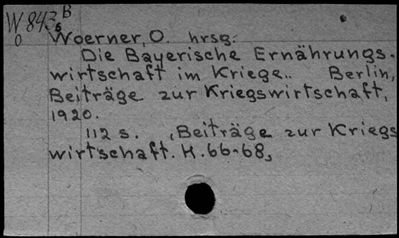 W 843 B
O s
Woerner, O. hrsg.
Die Bayerische Ernährungs-
wirtschaft im Kriege.. Berlin,
Beiträge zur Kriegswirtschaft,
1920.
112 s. (Beiträge zur Kriegs
wirtschaft. H. 66-68)